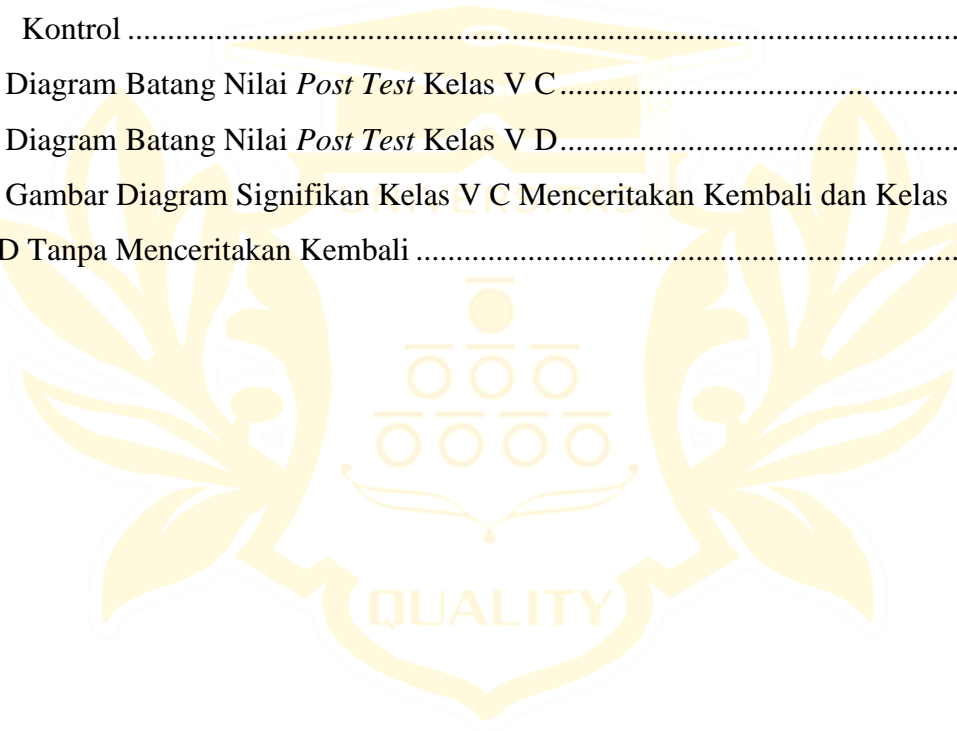 Kontrol ........................................................................................................
Diagram Batang Nilai Post Test Kelas V C ..................................................
Diagram Batang Nilai Post Test Kelas V D ..................................................
Gambar Diagram Signifikan Kelas V C Menceritakan Kembali dan Kelas
D Tanpa Menceritakan Kembali ....................................................................
UNIVERSITAS
QUALITY